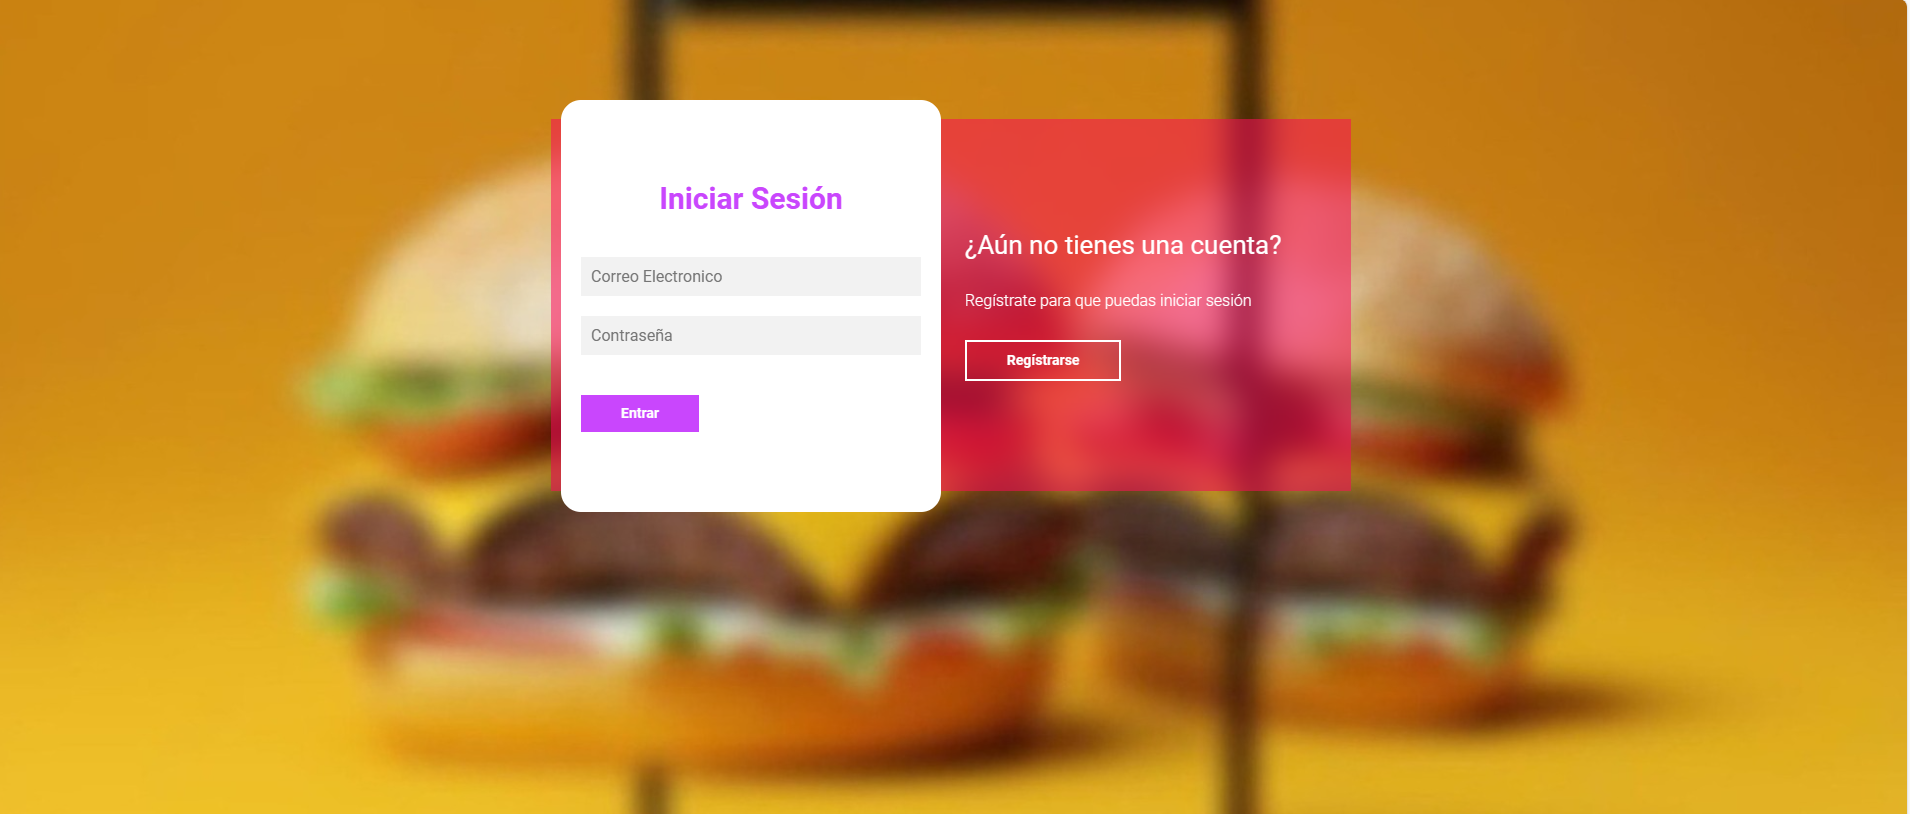 Iniciar Sesión
Correo Electronico
Contraseña
Entrar
¿Aún no tienes una cuenta?
Regístrate para que puedas iniciar sesión
Regístrarse